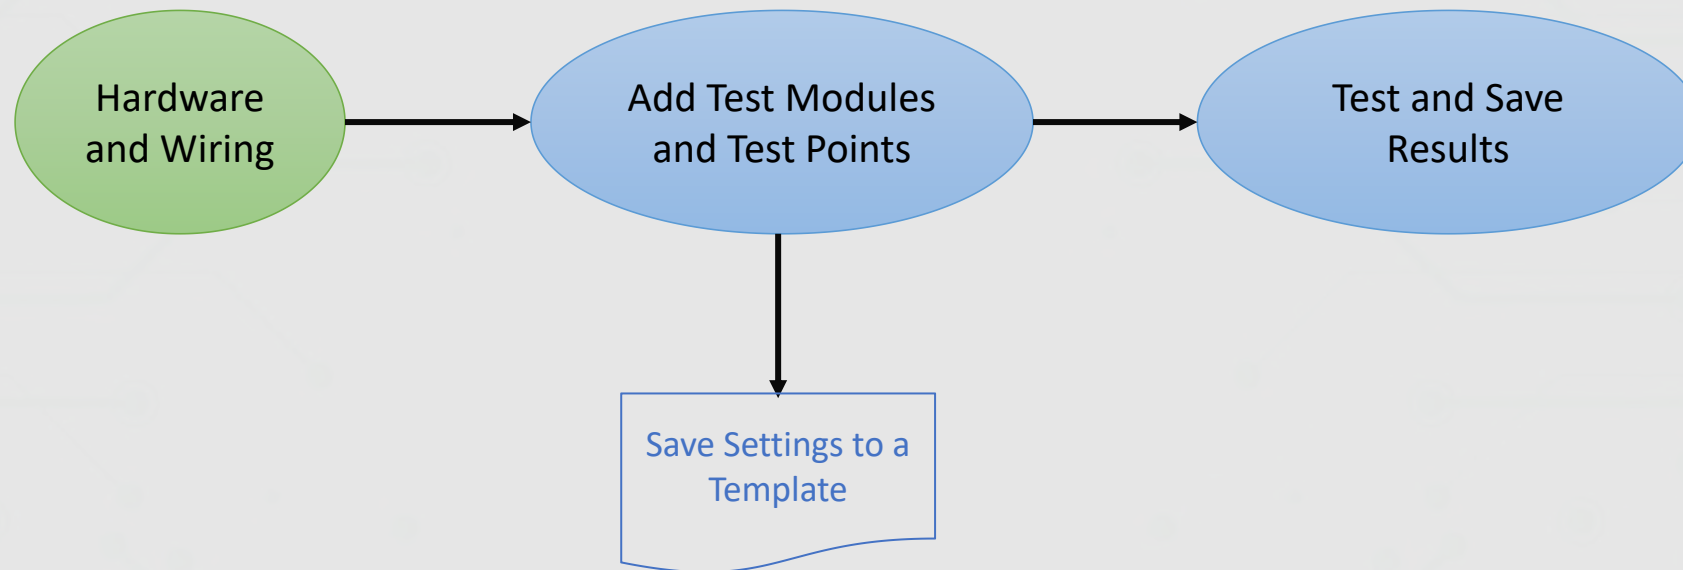 Hardware
and Wiring
Add Test Modules
and Test Points
Test and Save
Results
Save Settings to a
Template